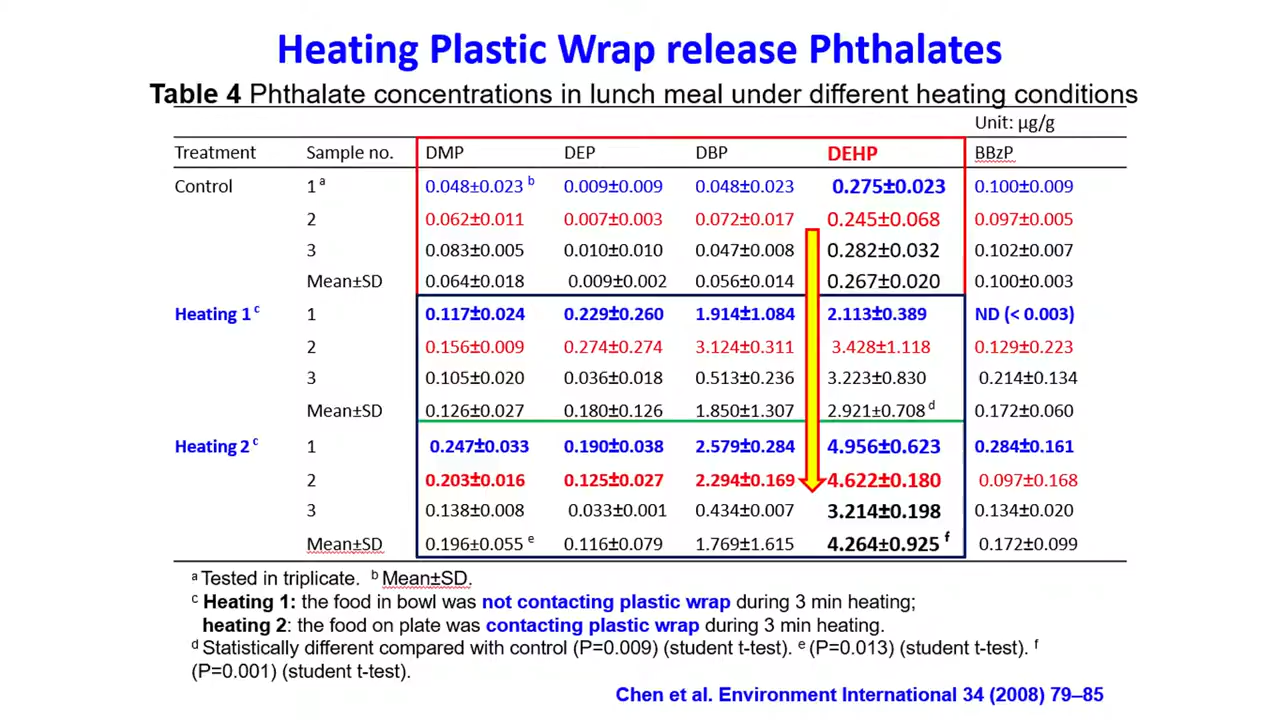 Heating Plastic Wrap release Phthalates
Table 4 Phthalate concentrations in lunch meal under different heating conditions
Unit: µg/g
Treatment Sample no. DMP DEP DBP DEHP BBzP
Control 1 a 0.048±0.023 b 0.009±0.009 0.048±0.023 0.275±0.023 0.100±0.009
2 0.062±0.011 0.007±0.003 0.072±0.017 0.245±0.068 0.097±0.005
3 0.083±0.005 0.010±0.010 0.047±0.008 0.282±0.032 0.102±0.007
Mean±SD 0.064±0.018 0.009±0.002 0.056±0.014 0.267±0.020 0.100±0.003
Heating 1 c 1 0.117±0.024 0.229±0.260 1.914±1.084 2.113±0.389 ND (< 0.003)
2 0.156±0.009 0.274±0.274 3.124±0.311 3.428±1.118 0.129±0.223
3 0.105±0.020 0.036±0.018 0.513±0.236 3.223±0.830 0.214±0.134
Mean±SD 0.126±0.027 0.180±0.126 1.850±1.307 2.921±0.708 d 0.172±0.060
Heating 2 c 1 0.247±0.033 0.190±0.038 2.579±0.284 4.956±0.623 0.284±0.161
2 0.203±0.016 0.125±0.027 2.294±0.169 4.622±0.180 0.097±0.168
3 0.138±0.008 0.033±0.001 0.434±0.007 3.214±0.198 0.134±0.020
Mean±SD 0.196±0.055 e 0.116±0.079 1.769±1.615 4.264±0.925 f 0.172±0.099
a Tested in triplicate. b Mean±SD.
c Heating 1: the food in bowl was not contacting plastic wrap during 3 min heating;
heating 2: the food on plate was contacting plastic wrap during 3 min heating.
d Statistically different compared with control (P=0.009) (student t-test). e (P=0.013) (student t-test). f
(P=0.001) (student t-test).
Chen et al. Environment International 34 (2008) 79–85